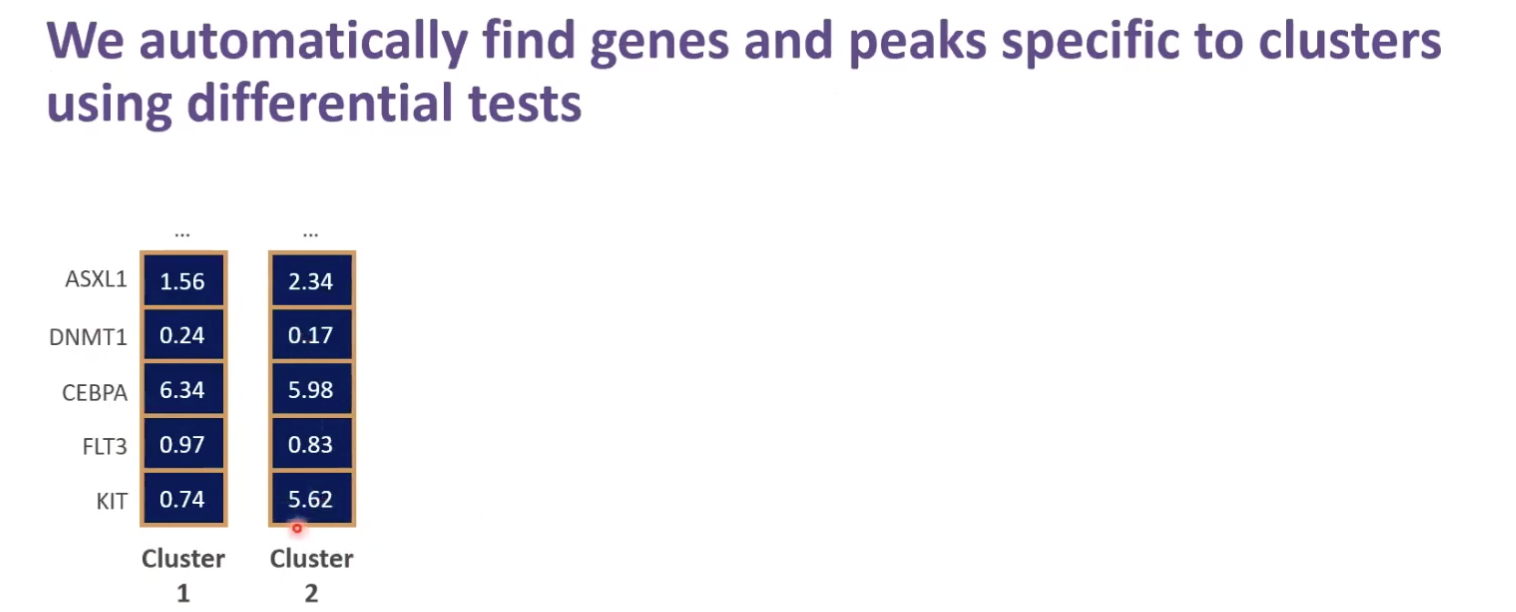 We automatically find genes and peaks specific to clusters
using differential tests
... ...
ASXL1 1.56 2.34
DNMT1 0.24 0.17
CEBPA 6.34 5.98
FLT3 0.97 0.83
KIT 0.74 5.62
Cluster Cluster
1 2